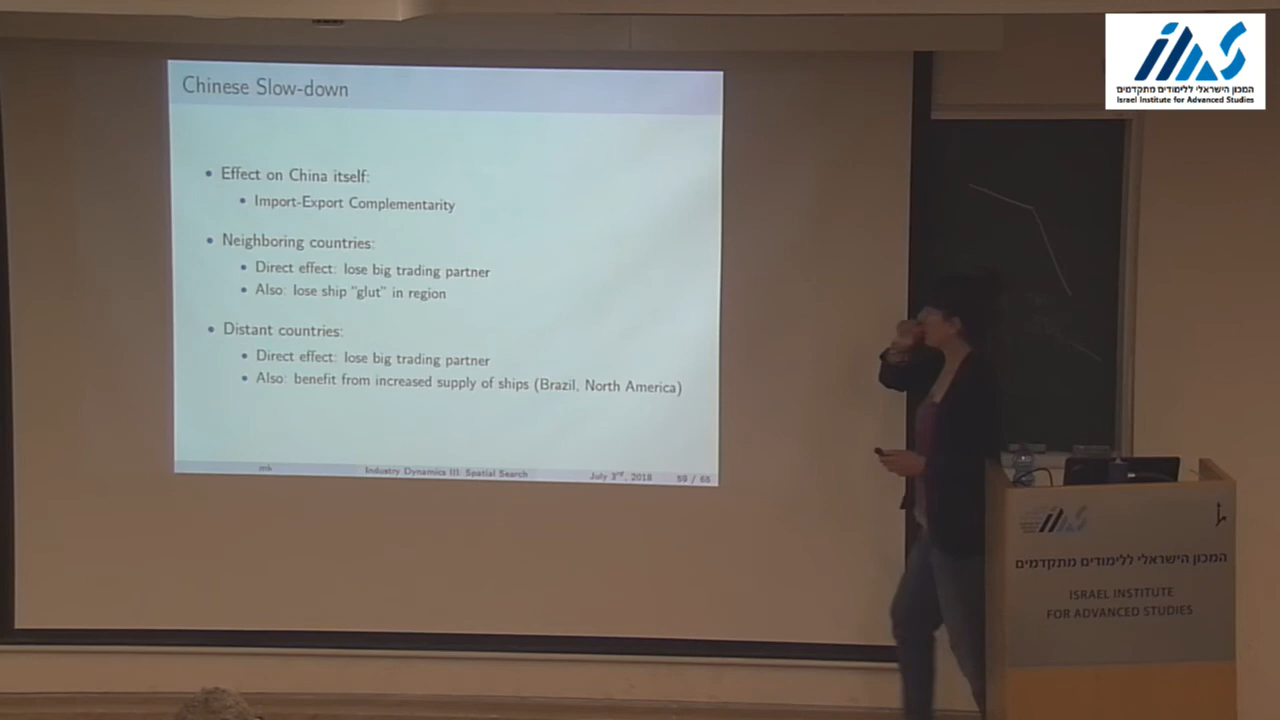 המכון הישראלי ללימודים מתקדמים
Israel Institute for Advanced Studies
Chinese Slow-down
• Effect on China itself:
• Import-Export Complementarity
• Neighboring countries:
• Direct effect: lose big trading partner
• Also: lose ship "glut" in region
• Distant countries:
• Direct effect: lose big trading partner
• Also: benefit from increased supply of ships (Brazil, North America)
mk Industry Dynamics III: Spatial Search July 3rd, 2018 59 / 65
המכון הישראלי ללימודים מתקדמים
ISRAEL INSTITUTE
FOR ADVANCED STUDIES